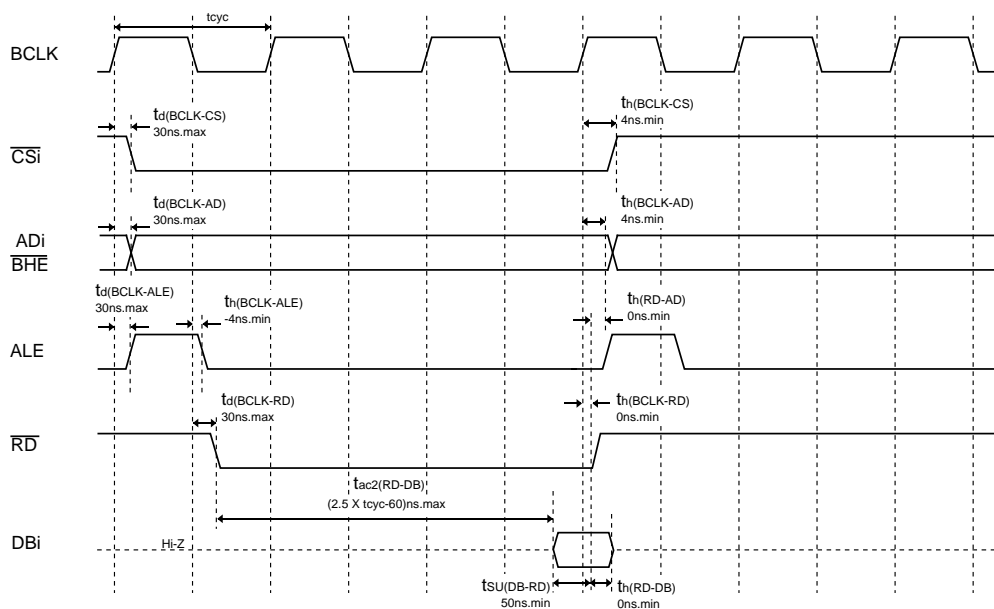 tcyc
BCLK
td(BCLK-CS)
30ns.max
th(BCLK-CS)
4ns.min
CSi
td(BCLK-AD)
30ns.max
th(BCLK-AD)
4ns.min
ADi
BHE
td(BCLK-ALE)
30ns.max
th(BCLK-ALE)
-4ns.min
th(RD-AD)
0ns.min
ALE
td(BCLK-RD)
30ns.max
th(BCLK-RD)
0ns.min
RD
tac2(RD-DB)
(2.5 X tcyc-60)ns.max
DBi
Hi-Z
tSU(DB-RD)
50ns.min
th(RD-DB)
0ns.min